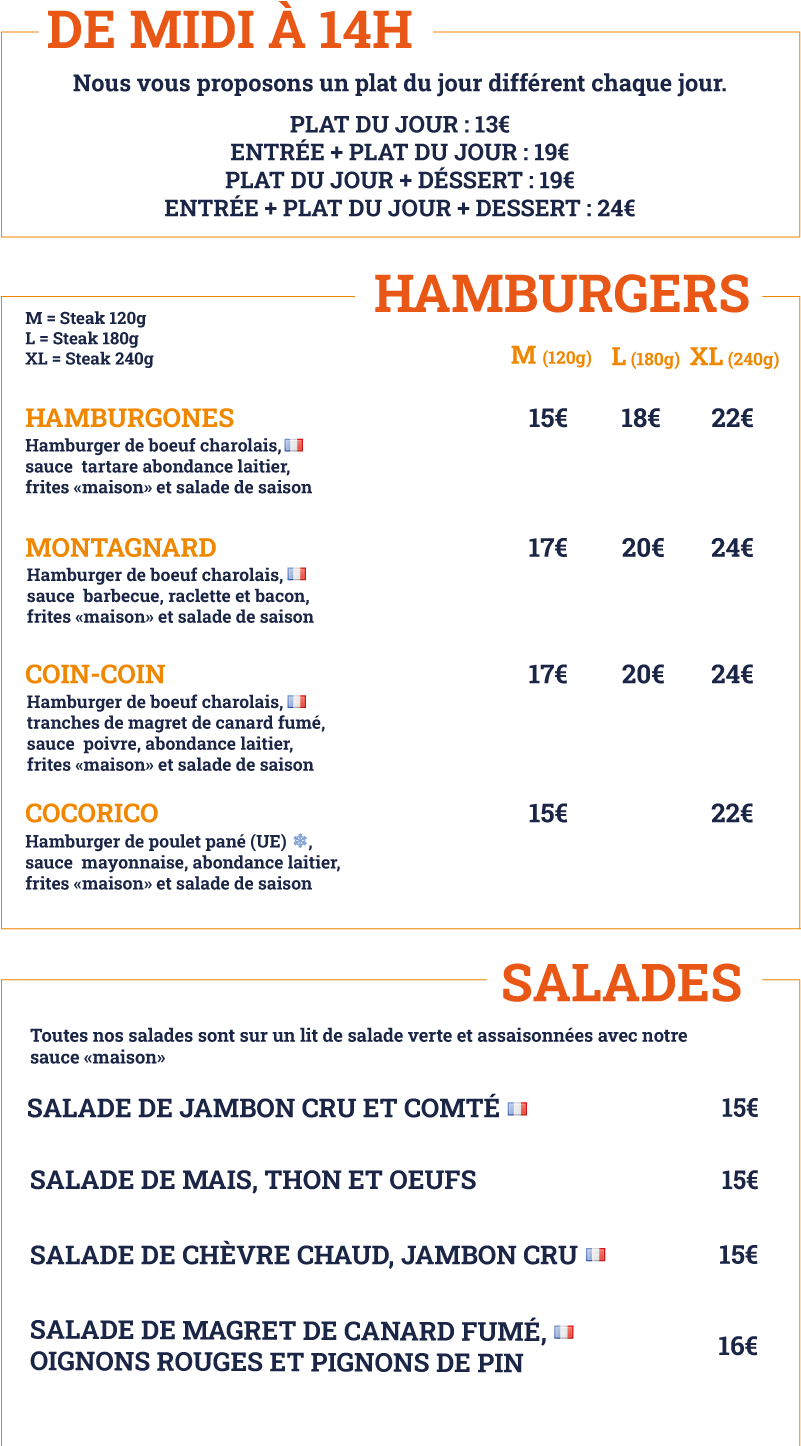 DE MIDI À 14H
Nous vous proposons un plat du jour différent chaque jour.
PLAT DU JOUR : 13€
ENTRÉE + PLAT DU JOUR : 19€
PLAT DU JOUR + DÉSSERT : 19€
ENTRÉE + PLAT DU JOUR + DESSERT : 24€
HAMBURGERS
M = Steak 120g
L = Steak 180g
XL = Steak 240g
M (120g) L (180g) XL (240g)
HAMBURGONES 15€ 18€ 22€
Hamburger de boeuf charolais,
sauce tartare abondance laitier,
frites «maison» et salade de saison
MONTAGNARD 17€ 20€ 24€
Hamburger de boeuf charolais,
sauce barbecue, raclette et bacon,
frites «maison» et salade de saison
COIN-COIN 17€ 20€ 24€
Hamburger de boeuf charolais,
tranches de magret de canard fumé,
sauce poivre, abondance laitier,
frites «maison» et salade de saison
COCORICO 15€ 22€
Hamburger de poulet pané (UE) ❄,
sauce mayonnaise, abondance laitier,
frites «maison» et salade de saison
SALADES
Toutes nos salades sont sur un lit de salade verte et assaisonnées avec notre
sauce «maison»
SALADE DE JAMBON CRU ET COMTÉ 15€
SALADE DE MAIS, THON ET OEUFS 15€
SALADE DE CHÈVRE CHAUD, JAMBON CRU 15€
SALADE DE MAGRET DE CANARD FUMÉ,
OIGNONS ROUGES ET PIGNONS DE PIN 16€